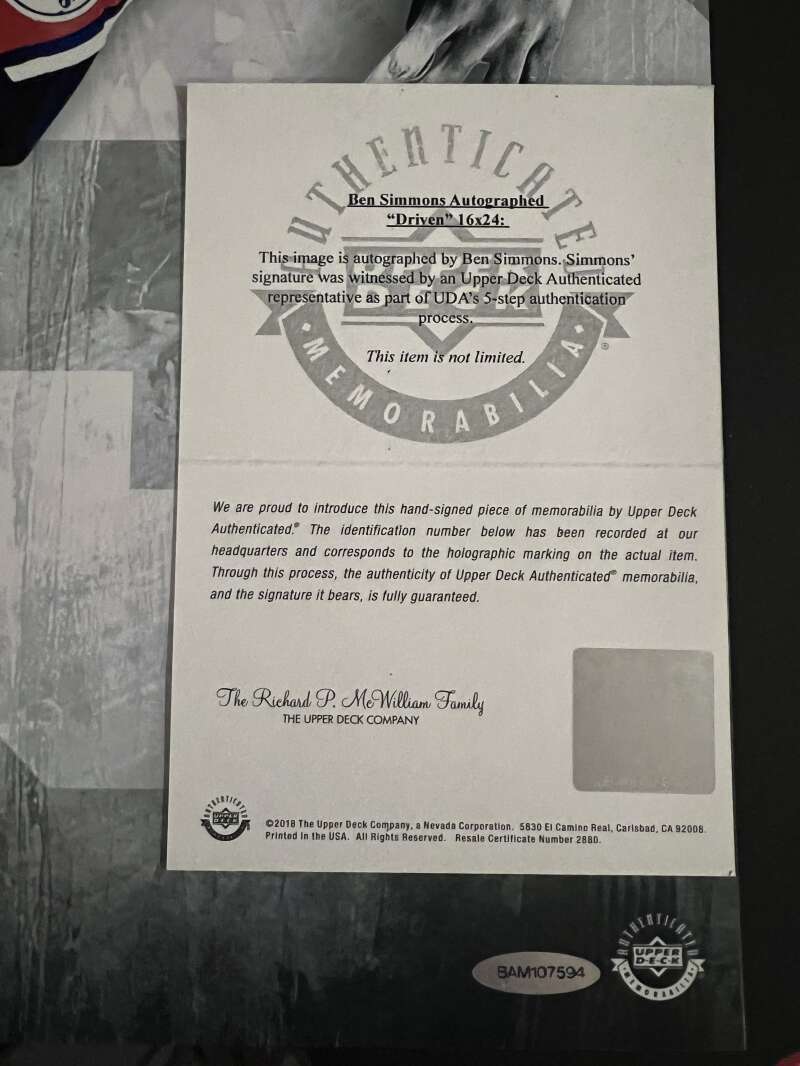 AUTHENTICATED
UPPER
DECK
MEMORABILIA
®
Ben Simmons Autographed
“Driven” 16x24:
This image is autographed by Ben Simmons. Simmons’
signature was witnessed by an Upper Deck Authenticated
representative as part of UDA’s 5-step authentication
process.
This item is not limited.
We are proud to introduce this hand-signed piece of memorabilia by Upper Deck
Authenticated.® The identification number below has been recorded at our
headquarters and corresponds to the holographic marking on the actual item.
Through this process, the authenticity of Upper Deck Authenticated® memorabilia,
and the signature it bears, is fully guaranteed.
The Richard P. McWilliam Family
THE UPPER DECK COMPANY
AUTHENTICATED
UPPER
DECK
©2018 The Upper Deck Company, a Nevada Corporation. 5830 El Camino Real, Carlsbad, CA 92008.
Printed in the USA. All Rights Reserved. Resale Certificate Number 2880.
BAM107594
AUTHENTICATED
UPPER
D·E·C·K
MEMORABILIA